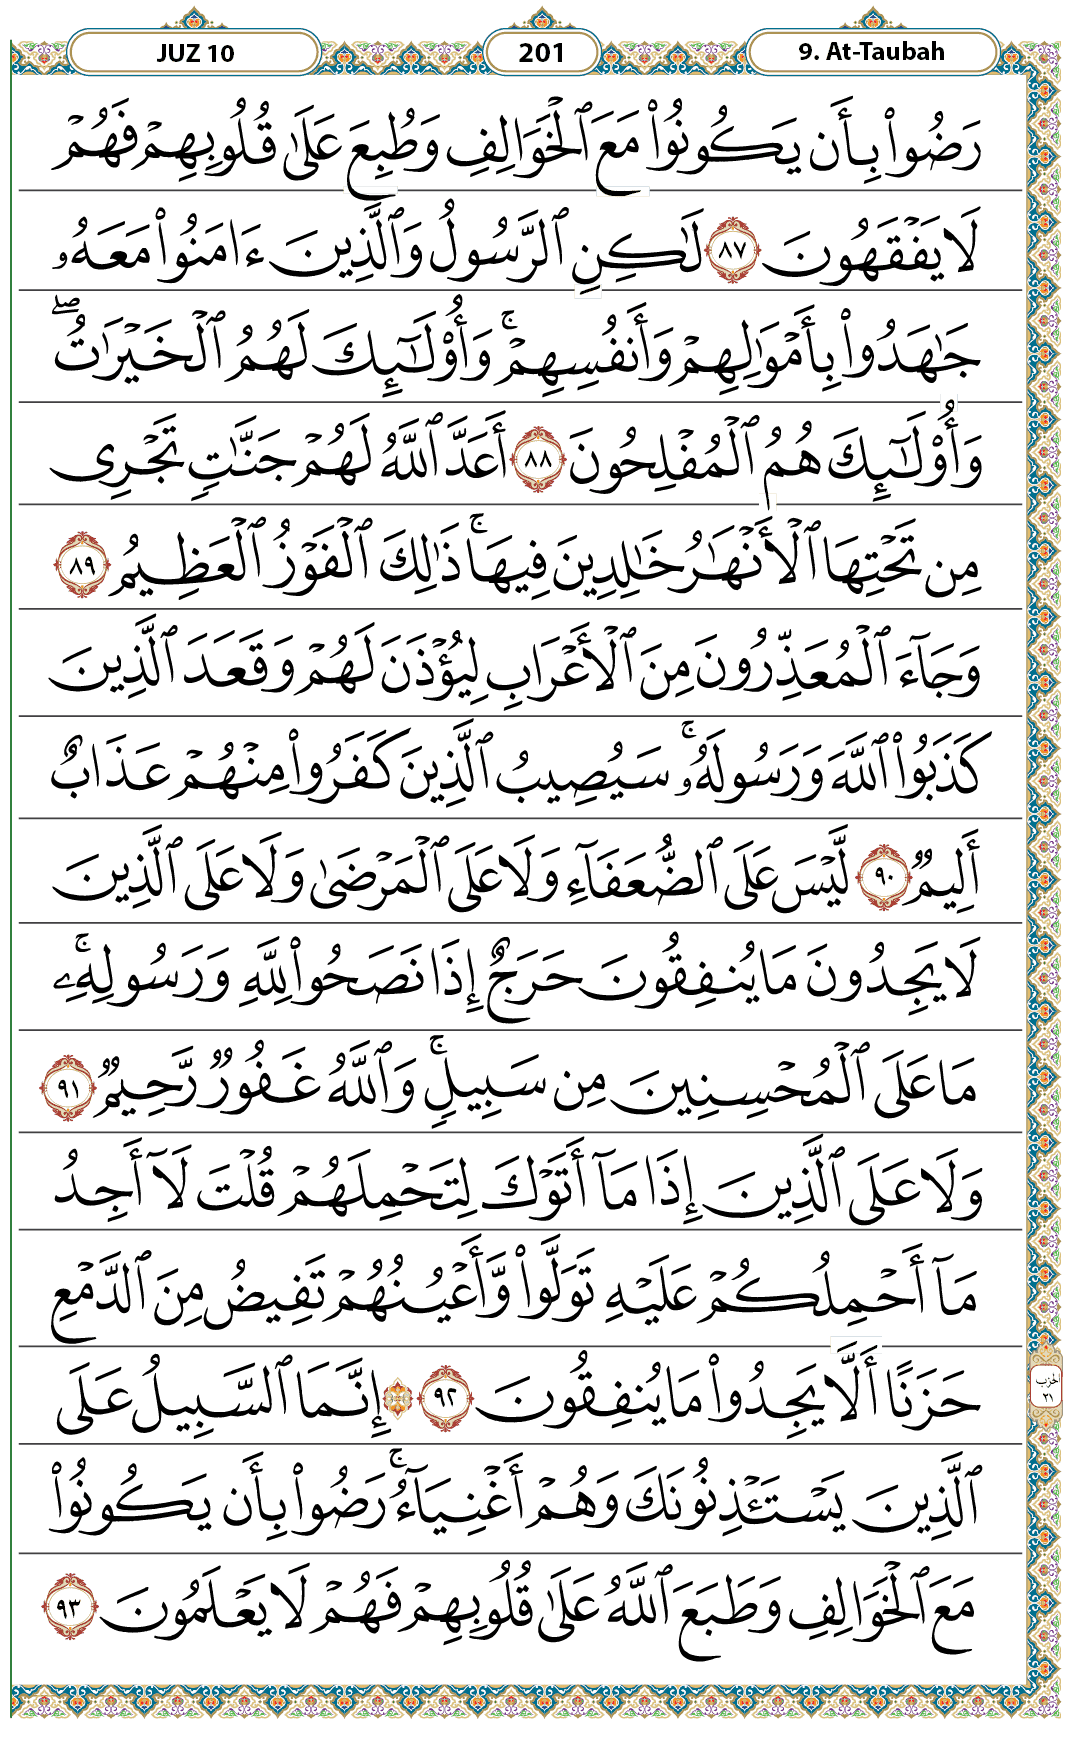 JUZ 10 201 9. At-Taubah
رَضُوا۟ بِأَن يَكُونُوا۟ مَعَ ٱلْخَوَالِفِ وَطُبِعَ عَلَىٰ قُلُوبِهِمْ فَهُمْ
لَا يَفْقَهُونَ ٨٧ لَـٰكِنِ ٱلرَّسُولُ وَٱلَّذِينَ ءَامَنُوا۟ مَعَهُۥ
جَـٰهَدُوا۟ بِأَمْوَٰلِهِمْ وَأَنفُسِهِمْ ۚ وَأُو۟لَـٰٓئِكَ لَهُمُ ٱلْخَيْرَٰتُ ۖ
وَأُو۟لَـٰٓئِكَ هُمُ ٱلْمُفْلِحُونَ ٨٨ أَعَدَّ ٱللَّهُ لَهُمْ جَنَّـٰتٍ تَجْرِى
مِن تَحْتِهَا ٱلْأَنْهَـٰرُ خَـٰلِدِينَ فِيهَا ۚ ذَٰلِكَ ٱلْفَوْزُ ٱلْعَظِيمُ ٨٩
وَجَآءَ ٱلْمُعَذِّرُونَ مِنَ ٱلْأَعْرَابِ لِيُؤْذَنَ لَهُمْ وَقَعَدَ ٱلَّذِينَ
كَذَبُوا۟ ٱللَّهَ وَرَسُولَهُۥ ۚ سَيُصِيبُ ٱلَّذِينَ كَفَرُوا۟ مِنْهُمْ عَذَابٌ
أَلِيمٌ ٩٠ لَّيْسَ عَلَى ٱلضُّعَفَآءِ وَلَا عَلَى ٱلْمَرْضَىٰ وَلَا عَلَى ٱلَّذِينَ
لَا يَجِدُونَ مَا يُنفِقُونَ حَرَجٌ إِذَا نَصَحُوا۟ لِلَّهِ وَرَسُولِهِۦ ۚ
مَا عَلَى ٱلْمُحْسِنِينَ مِن سَبِيلٍ ۚ وَٱللَّهُ غَفُورٌ رَّحِيمٌ ٩١
وَلَا عَلَى ٱلَّذِينَ إِذَا مَآ أَتَوْكَ لِتَحْمِلَهُمْ قُلْتَ لَآ أَجِدُ
مَآ أَحْمِلُكُمْ عَلَيْهِ تَوَلَّوا۟ وَّأَعْيُنُهُمْ تَفِيضُ مِنَ ٱلدَّمْعِ
حَزَنًا أَلَّا يَجِدُوا۟ مَا يُنفِقُونَ ٩٢ ۞ إِنَّمَا ٱلسَّبِيلُ عَلَى
الحزب
٢١
ٱلَّذِينَ يَسْتَـْٔذِنُونَكَ وَهُمْ أَغْنِيَآءُ ۚ رَضُوا۟ بِأَن يَكُونُوا۟
مَعَ ٱلْخَوَالِفِ وَطَبَعَ ٱللَّهُ عَلَىٰ قُلُوبِهِمْ فَهُمْ لَا يَعْلَمُونَ ٩٣